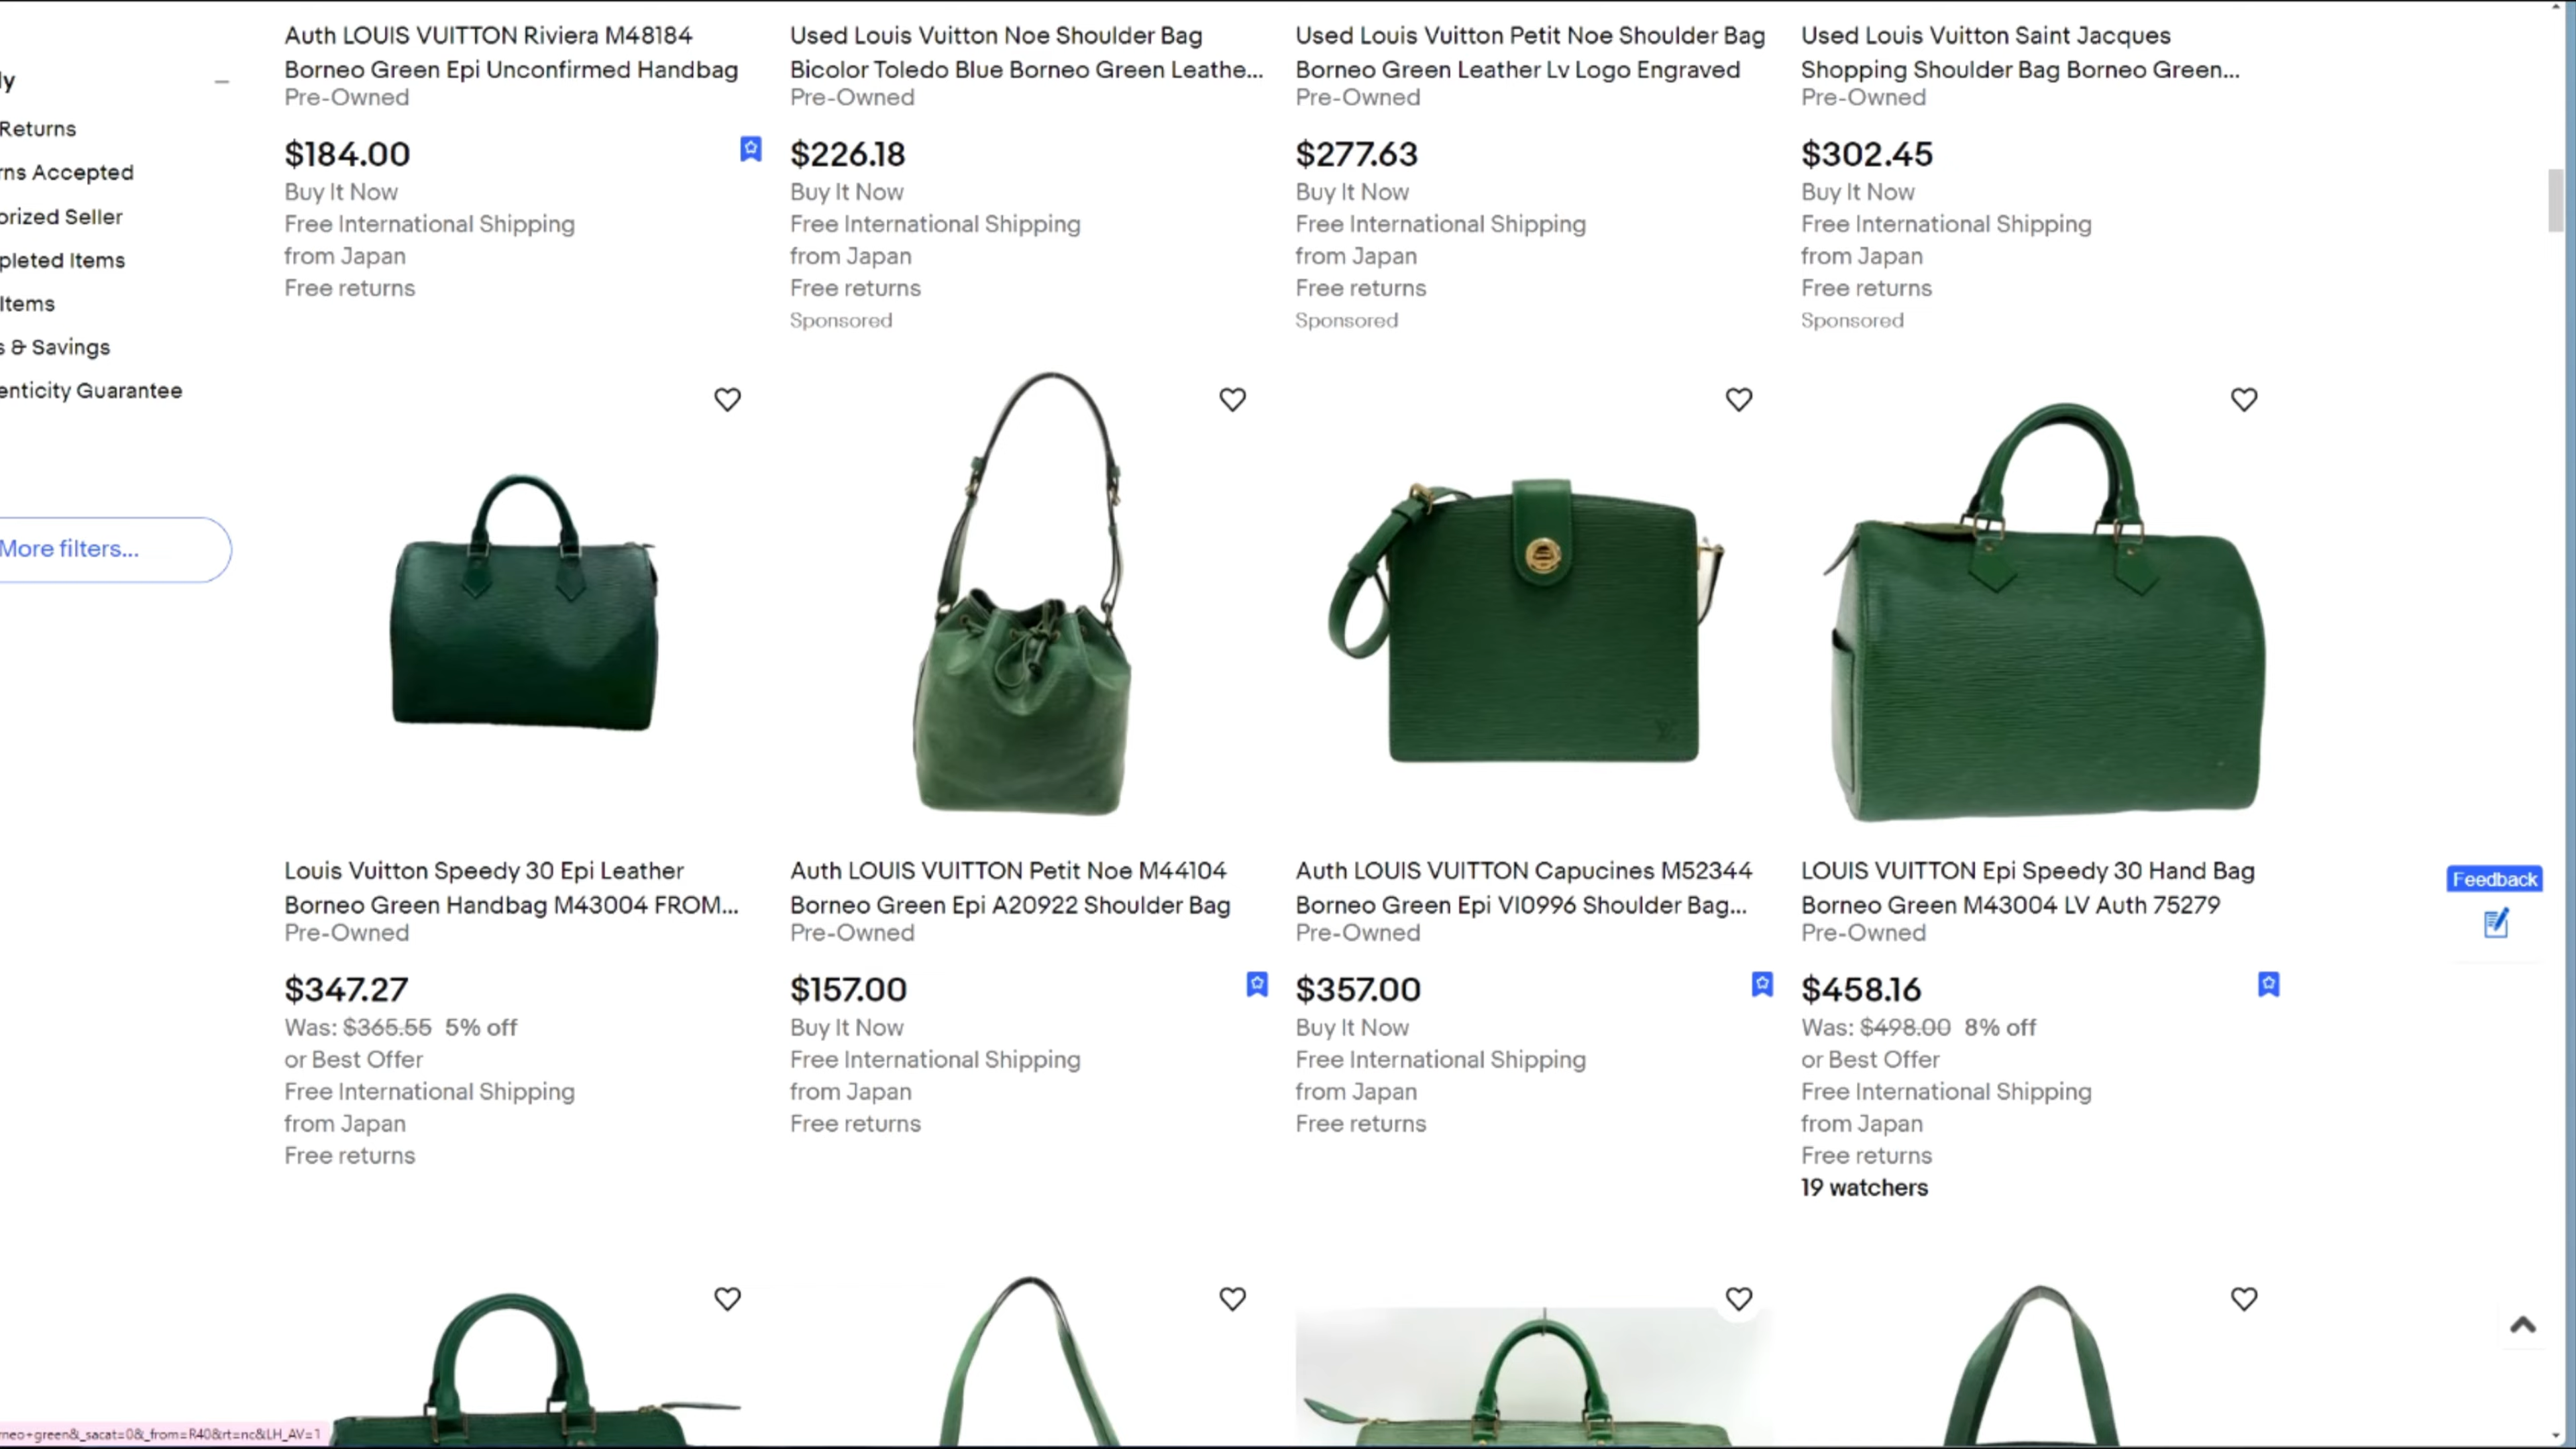 ly
Returns
rns Accepted
orized Seller
pleted Items
Items
s & Savings
enticity Guarantee
More filters...
Auth LOUIS VUITTON Riviera M48184
Borneo Green Epi Unconfirmed Handbag
Pre-Owned
$184.00
Buy It Now
Free International Shipping
from Japan
Free returns
Used Louis Vuitton Noe Shoulder Bag
Bicolor Toledo Blue Borneo Green Leathe...
Pre-Owned
$226.18
Buy It Now
Free International Shipping
from Japan
Free returns
Sponsored
Used Louis Vuitton Petit Noe Shoulder Bag
Borneo Green Leather Lv Logo Engraved
Pre-Owned
$277.63
Buy It Now
Free International Shipping
from Japan
Free returns
Sponsored
Used Louis Vuitton Saint Jacques
Shopping Shoulder Bag Borneo Green...
Pre-Owned
$302.45
Buy It Now
Free International Shipping
from Japan
Free returns
Sponsored
Louis Vuitton Speedy 30 Epi Leather
Borneo Green Handbag M43004 FROM...
Pre-Owned
$347.27
Was: $365.55 5% off
or Best Offer
Free International Shipping
from Japan
Free returns
Auth LOUIS VUITTON Petit Noe M44104
Borneo Green Epi A20922 Shoulder Bag
Pre-Owned
$157.00
Buy It Now
Free International Shipping
from Japan
Free returns
Auth LOUIS VUITTON Capucines M52344
Borneo Green Epi VI0996 Shoulder Bag...
Pre-Owned
$357.00
Buy It Now
Free International Shipping
from Japan
Free returns
LOUIS VUITTON Epi Speedy 30 Hand Bag
Borneo Green M43004 LV Auth 75279
Pre-Owned
$458.16
Was: $498.00 8% off
or Best Offer
Free International Shipping
from Japan
Free returns
19 watchers
Feedback
rneo+green&_sacat=0&_from=R40&rt=nc&LH_AV=1